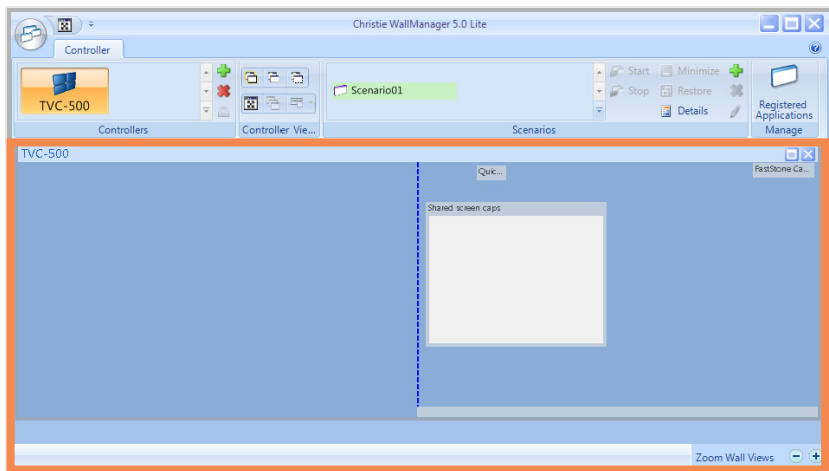 Christie WallManager 5.0 Lite
Controller
TVC-500
Scenario01
Start
Minimize
Stop
Restore
Details
Registered
Applications
Controllers
Controller Vie...
Scenarios
Manage
TVC-500
Quic...
FastStone Ca...
Shared screen caps
Zoom Wall Views